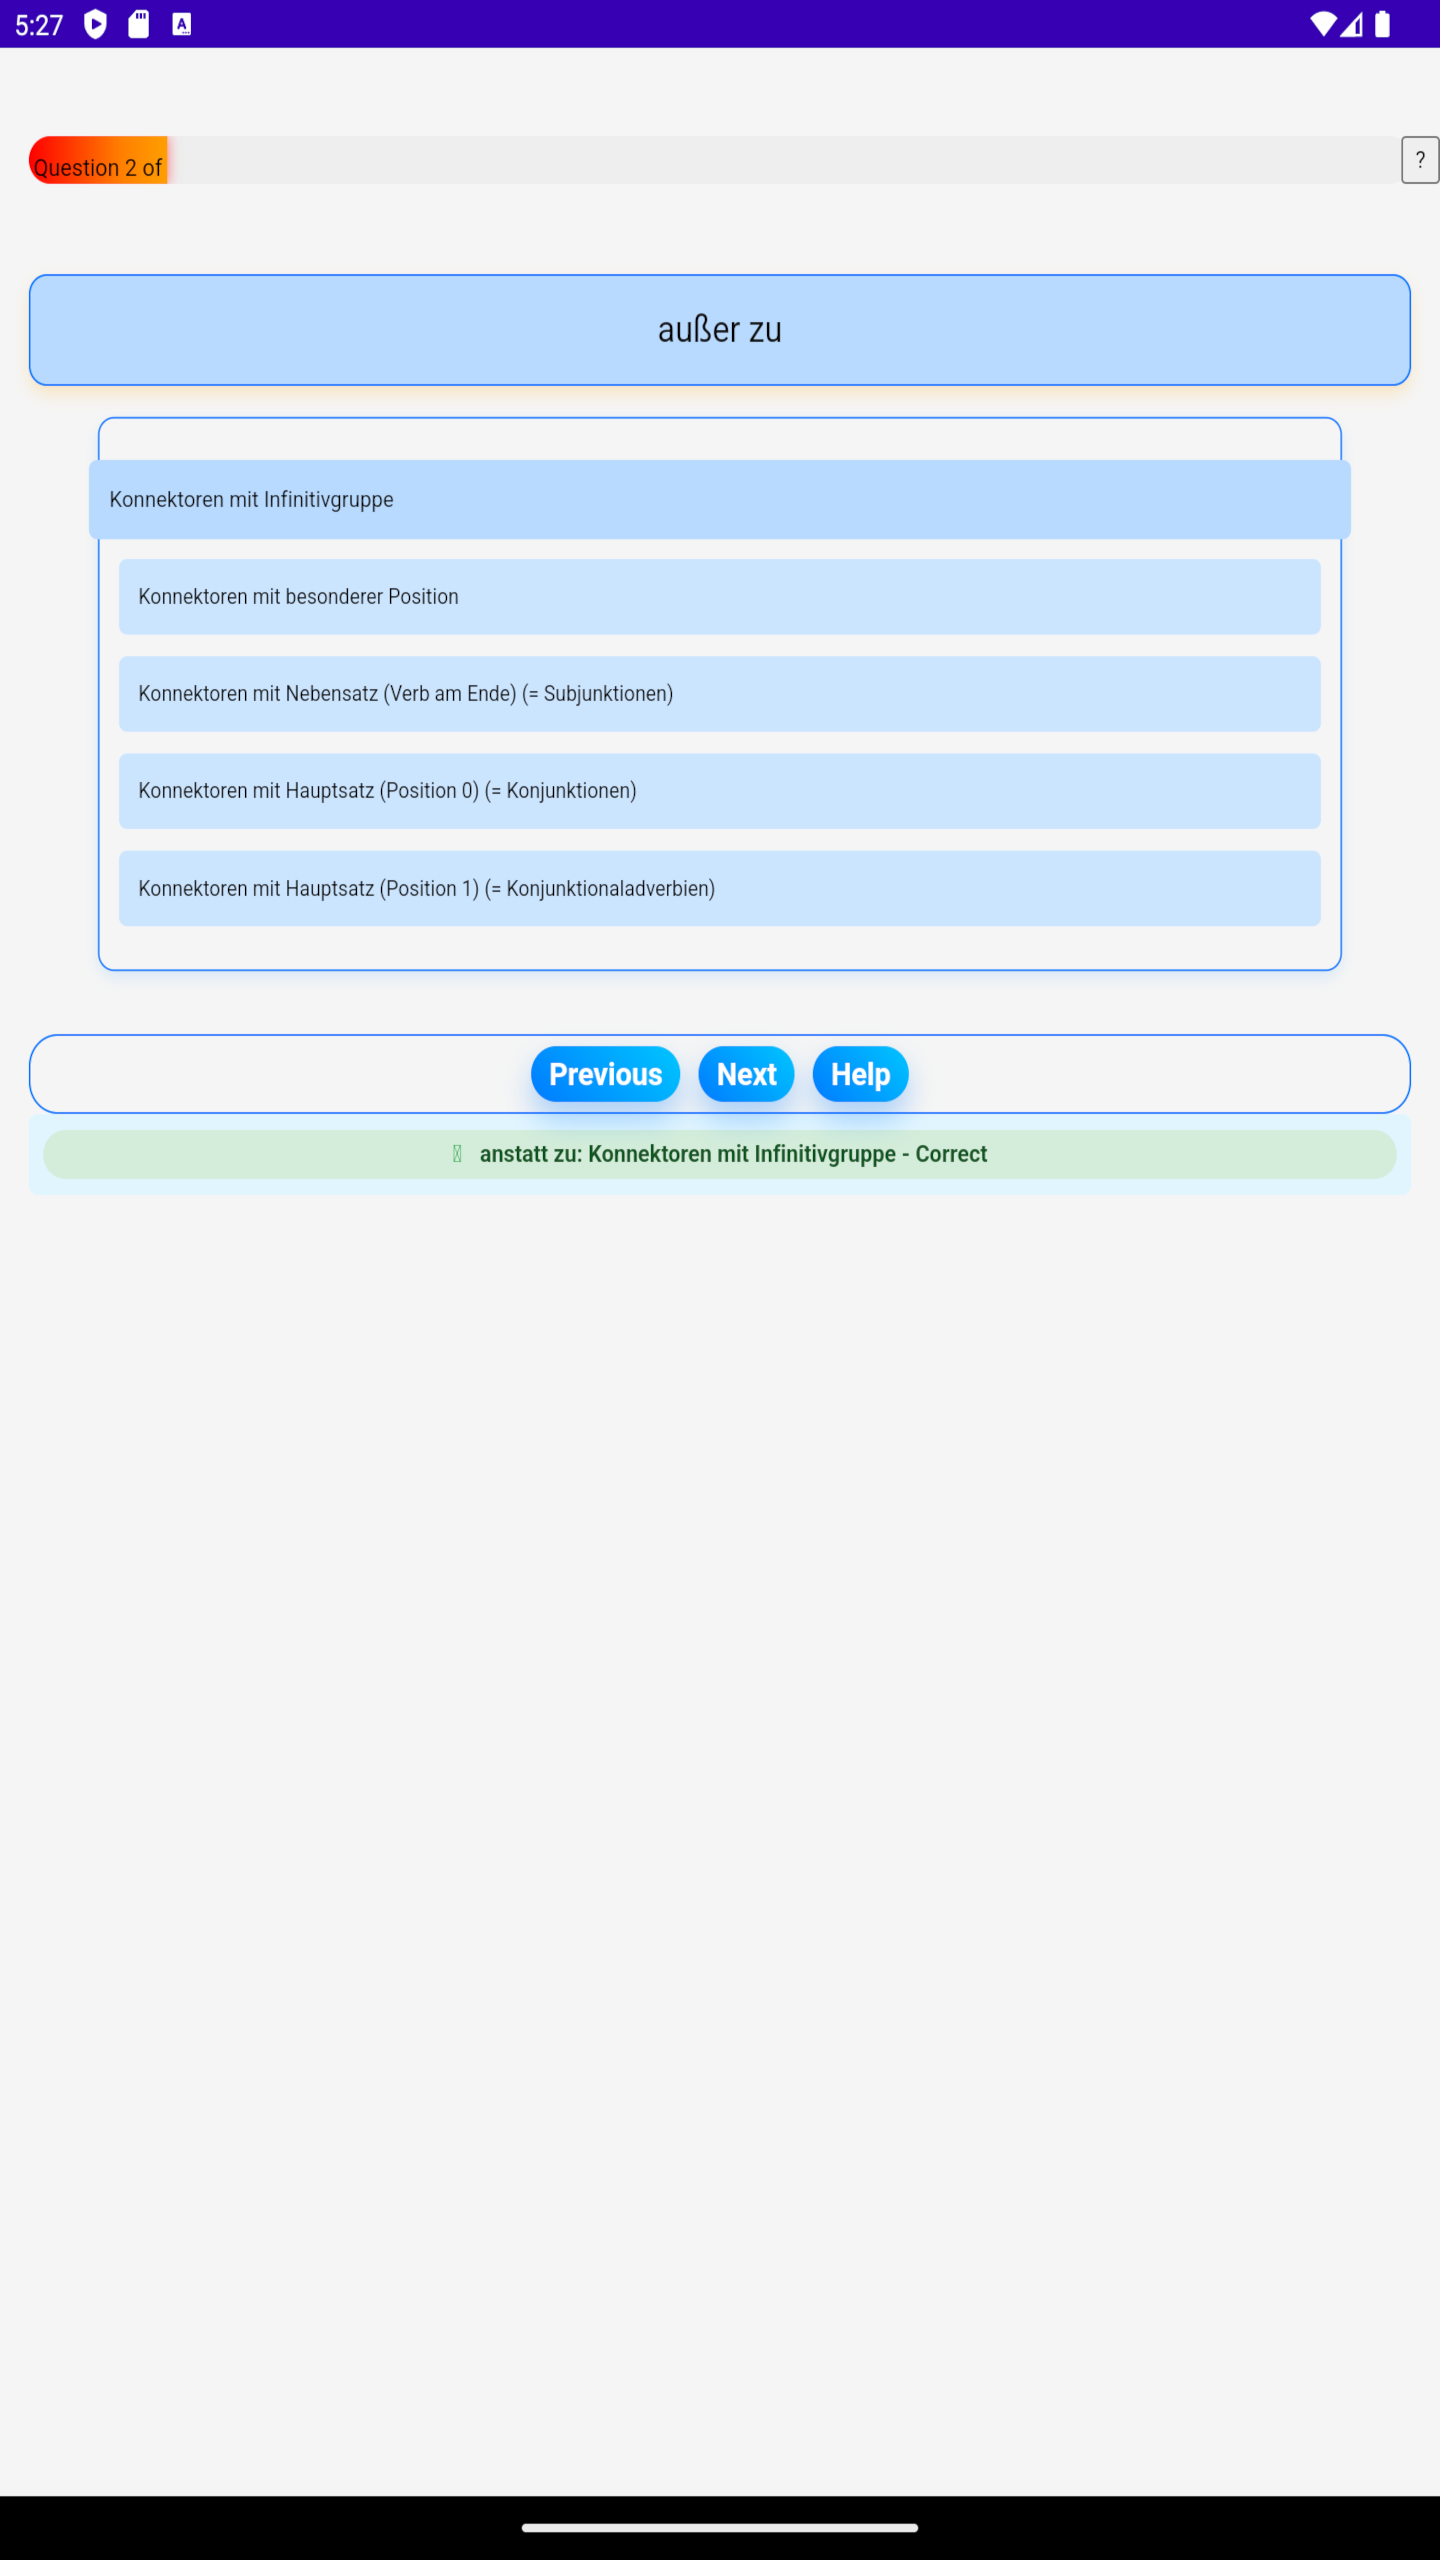 5:27
Question 2 of
?
außer zu
Konnektoren mit Infinitivgruppe
Konnektoren mit besonderer Position
Konnektoren mit Nebensatz (Verb am Ende) (= Subjunktionen)
Konnektoren mit Hauptsatz (Position 0) (= Konjunktionen)
Konnektoren mit Hauptsatz (Position 1) (= Konjunktionaladverbien)
Previous Next Help
anstatt zu: Konnektoren mit Infinitivgruppe - Correct